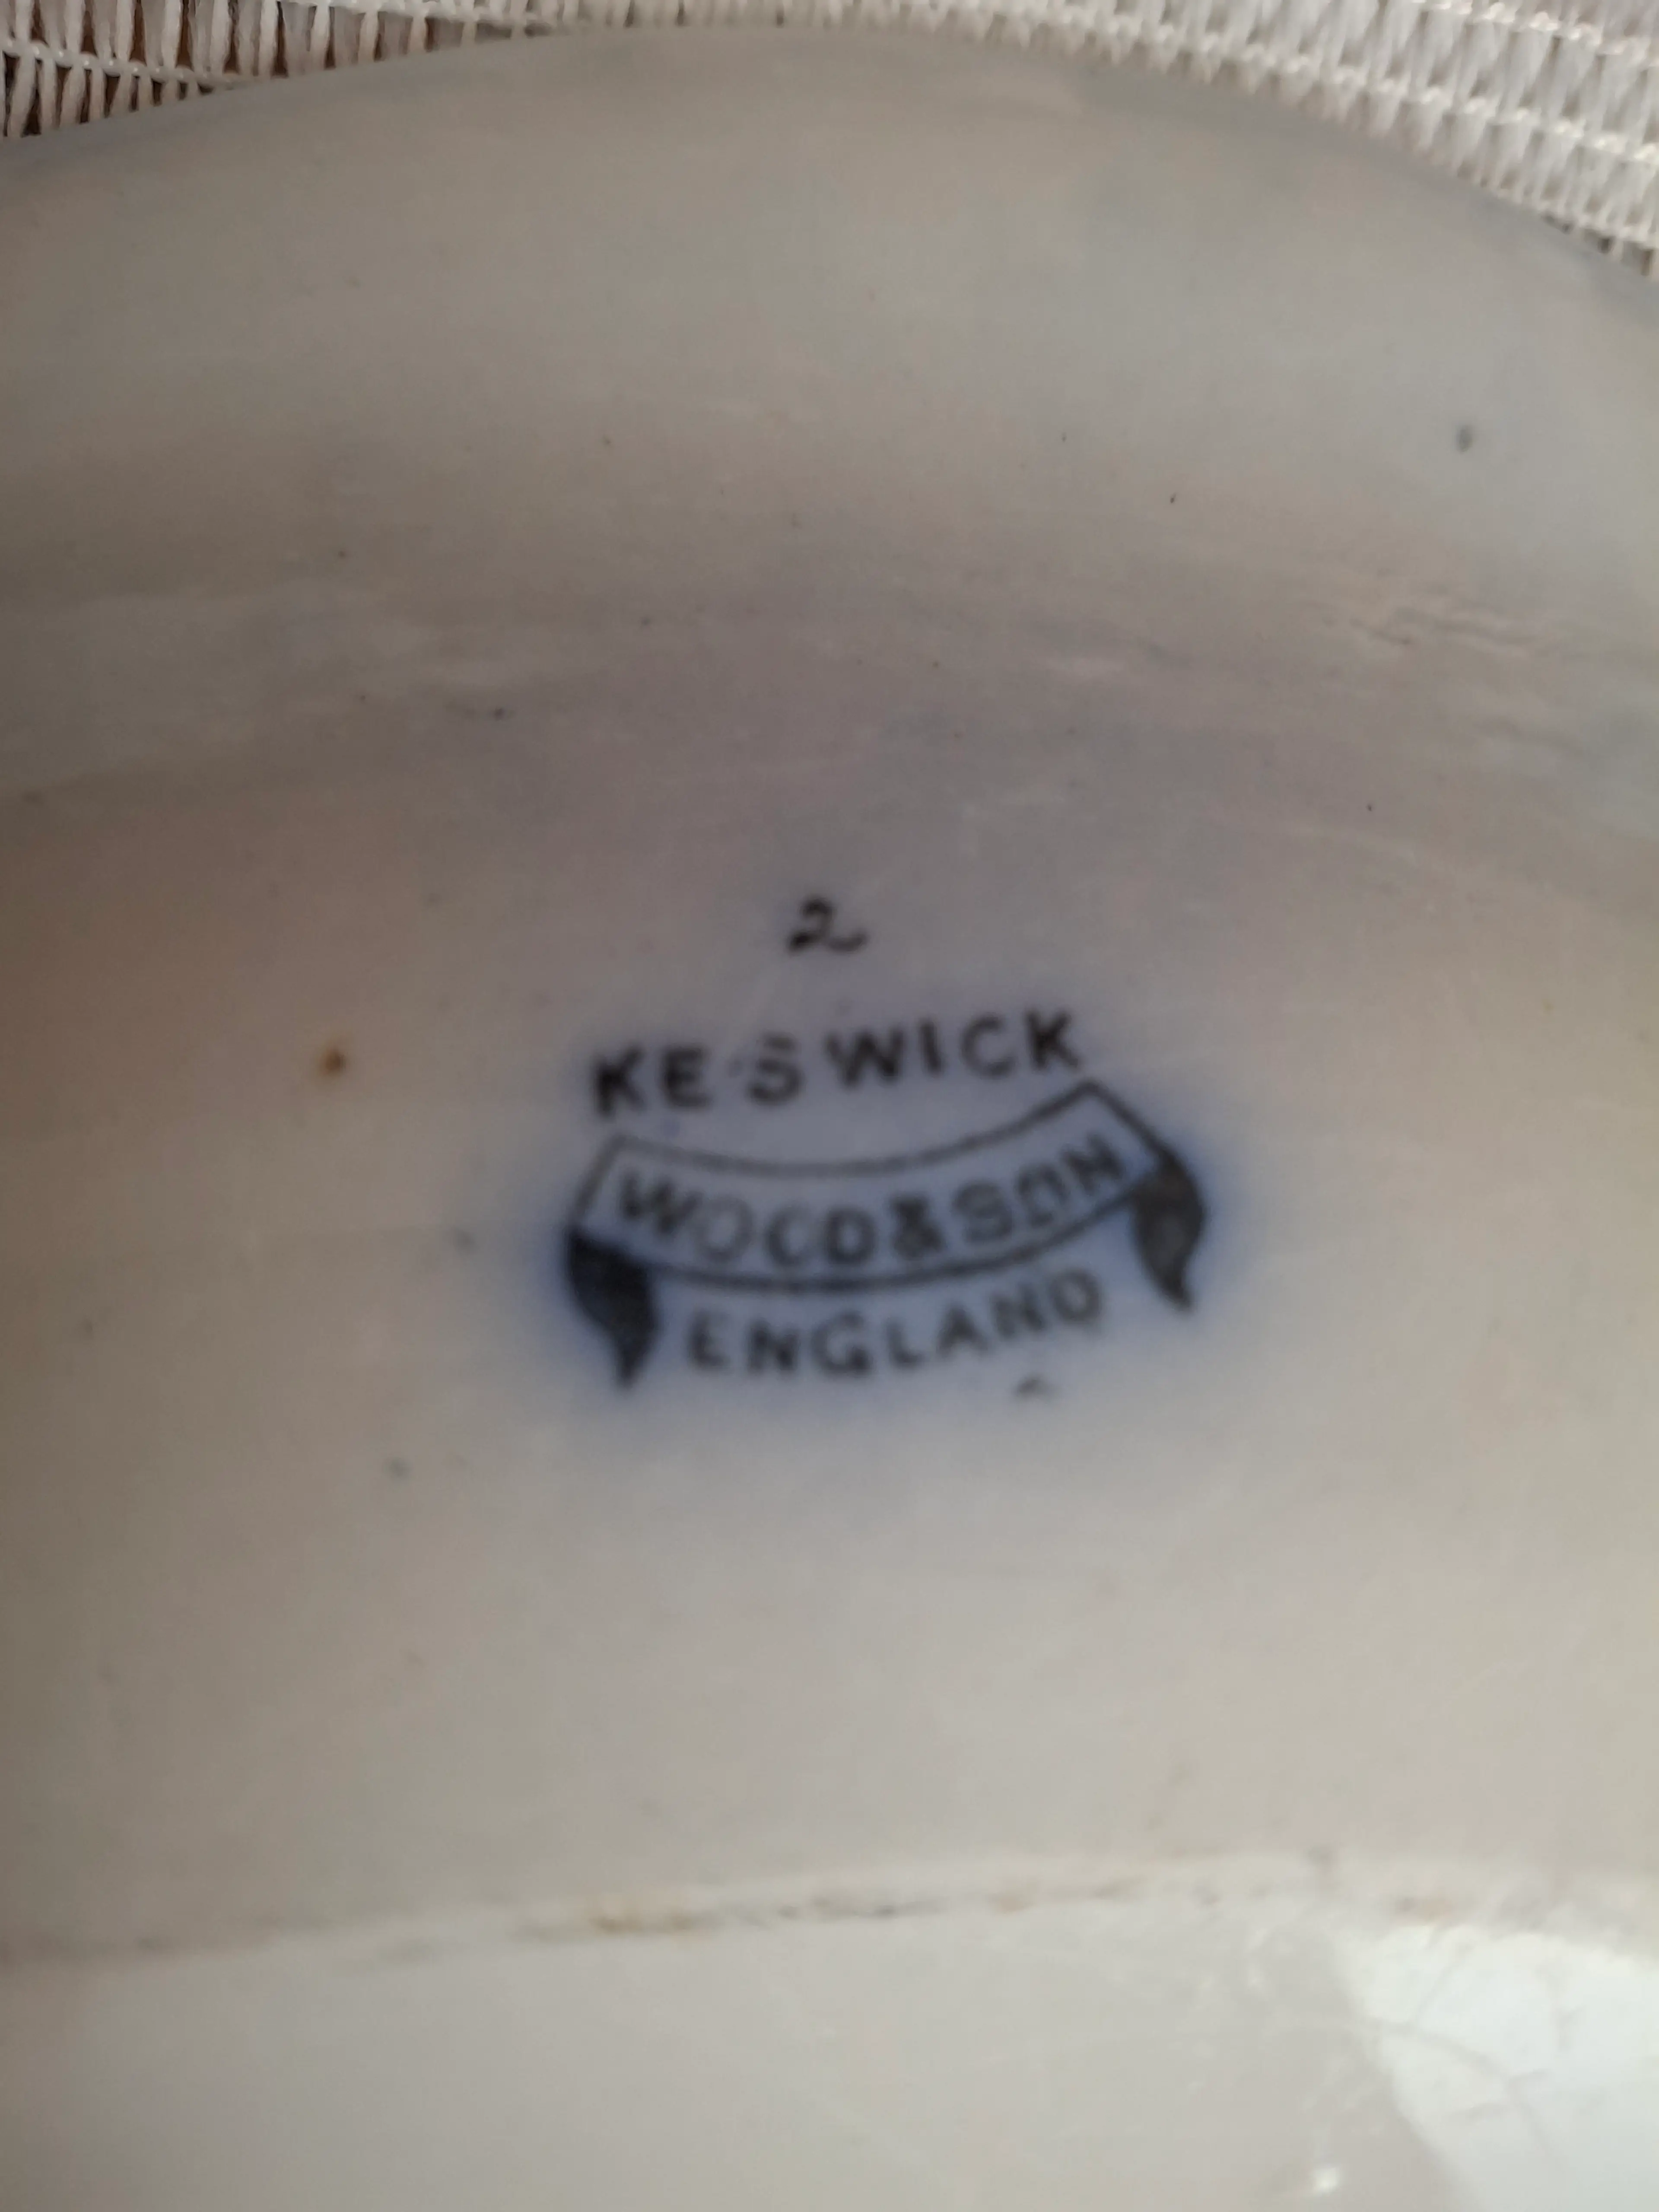 2
KESWICK
WOOD & SON
ENGLAND